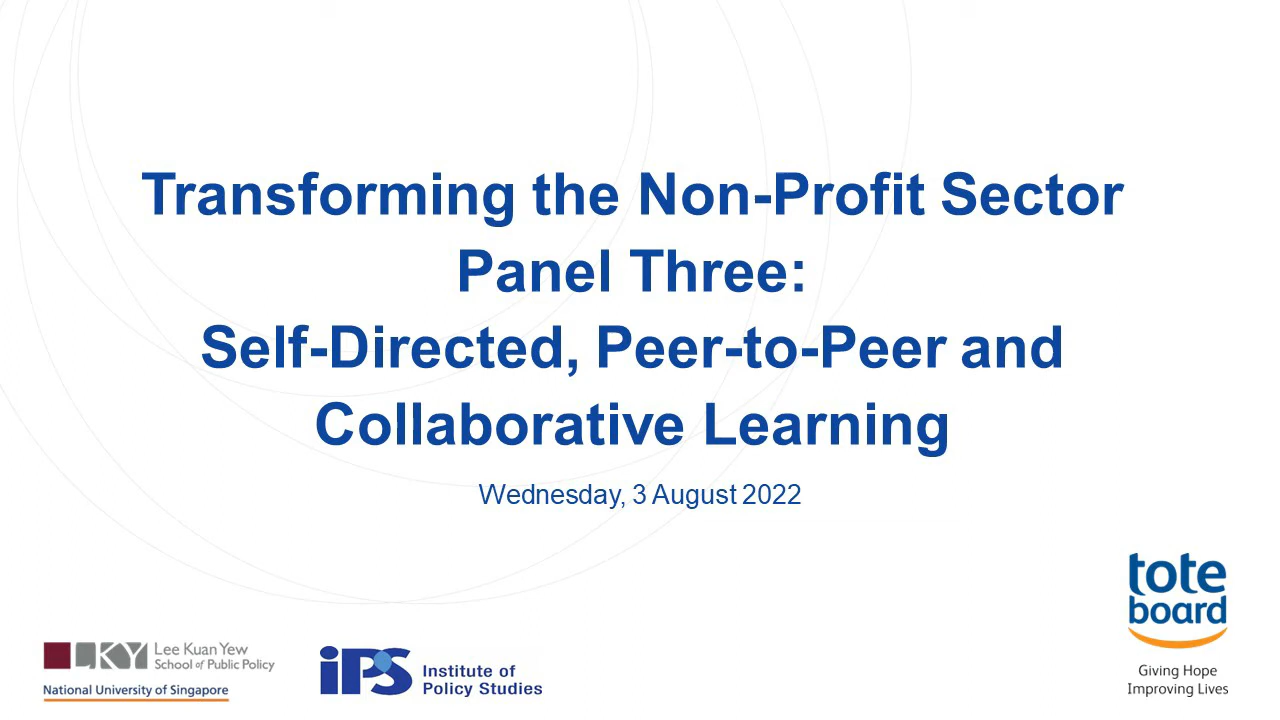 Transforming the Non-Profit Sector
Panel Three:
Self-Directed, Peer-to-Peer and
Collaborative Learning
Wednesday, 3 August 2022
tote
board
Giving Hope
Improving Lives
LKY Lee Kuan Yew
School of Public Policy
National University of Singapore
iPS Institute of
Policy Studies